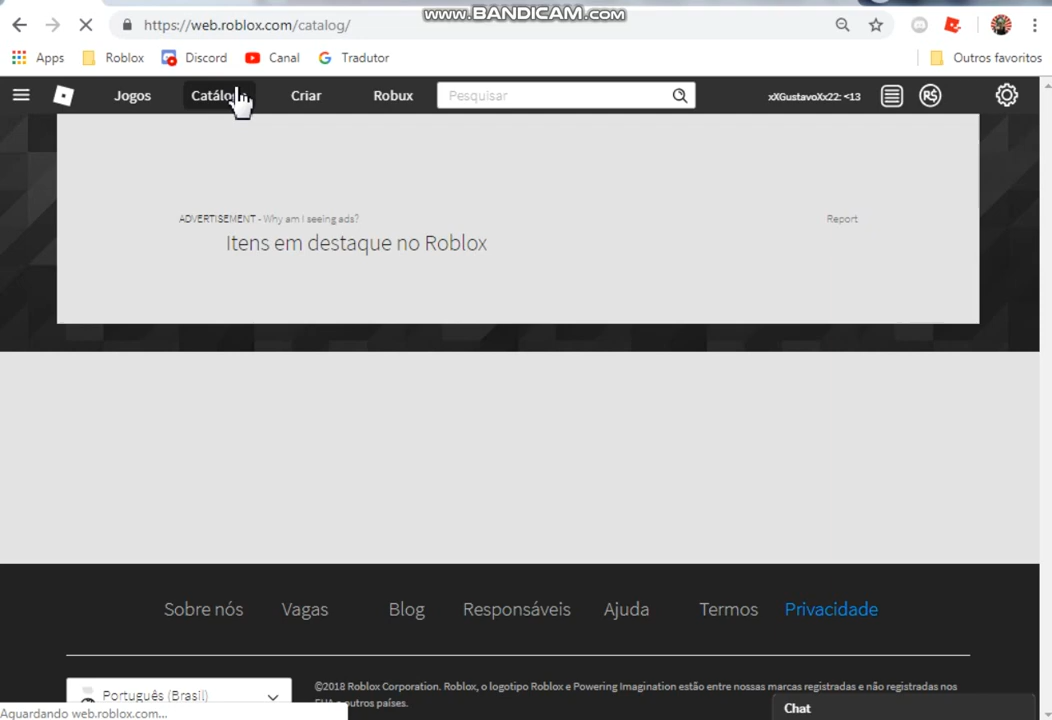 https://web.roblox.com/catalog/
www.BANDICAM.com
Apps
Roblox
Discord
Canal
Tradutor
Outros favoritos
Jogos
Criar
Robux
Pesquisar
xXGustavoXx22: <13
R$
ADVERTISEMENT - Why am I seeing ads?
Report
Itens em destaque no Roblox
Sobre nós
Vagas
Blog
Responsáveis
Ajuda
Termos
Privacidade
Português (Brasil)
©2018 Roblox Corporation. Roblox, o logotipo Roblox e Powering Imagination estão entre nossas marcas registradas e não registradas nos
outros países.
Chat
Aguardando web.roblox.com...